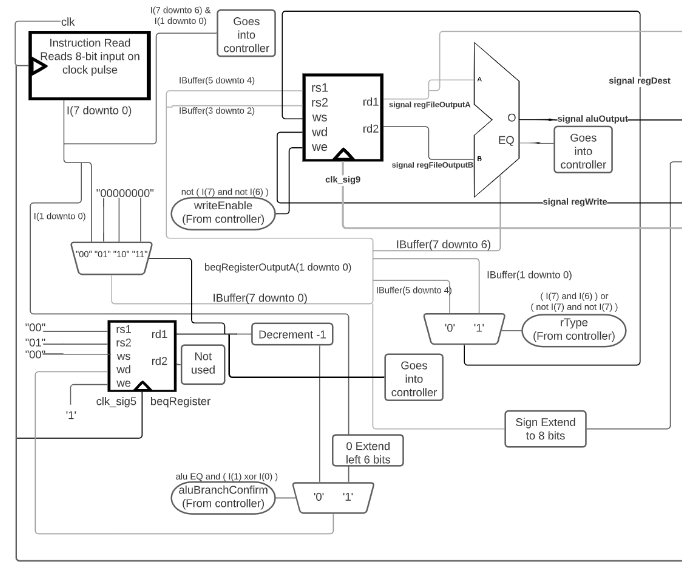 clk
I(7 downto 6) &
I(1 downto 0)
Goes
into
controller
Instruction Read
Reads 8-bit input on
clock pulse
I(7 downto 0)
IBuffer(5 downto 4)
IBuffer(3 downto 2)
rs1
rs2
ws
wd
we
rd1
rd2
clk_sig9
signal regFileOutputA
signal regFileOutputB
A
B
O
EQ
signal regDest
signal aluOutput
Goes
into
controller
signal regWrite
not ( I(7) and not I(6) )
writeEnable
(From controller)
"00000000"
I(1 downto 0)
"00" "01" "10" "11"
IBuffer(7 downto 6)
beqRegisterOutputA(1 downto 0)
IBuffer(7 downto 0)
IBuffer(5 downto 4)
IBuffer(1 downto 0)
( I(7) and I(6) ) or
( not I(7) and not I(7) )
rType
(From controller)
'0' '1'
"00"
"01"
"00"
rs1
rs2
ws
wd
we
rd1
rd2
'1'
clk_sig5
beqRegister
Decrement -1
Not
used
Goes
into
controller
Sign Extend
to 8 bits
0 Extend
left 6 bits
alu EQ and ( I(1) xor I(0) )
aluBranchConfirm
(From controller)
'0' '1'